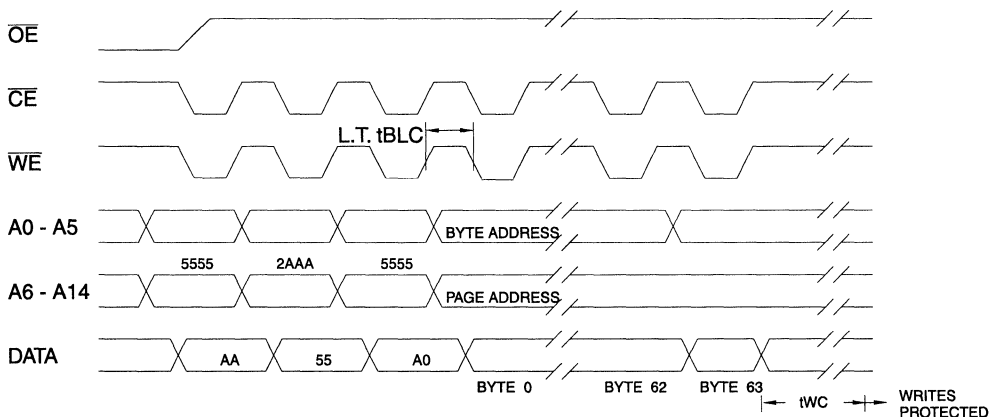 OE
CE
L.T. tBLC
WE
A0 - A5
BYTE ADDRESS
5555 2AAA 5555
A6 - A14
PAGE ADDRESS
DATA
AA 55 A0
BYTE 0 BYTE 62 BYTE 63
tWC
WRITES
PROTECTED